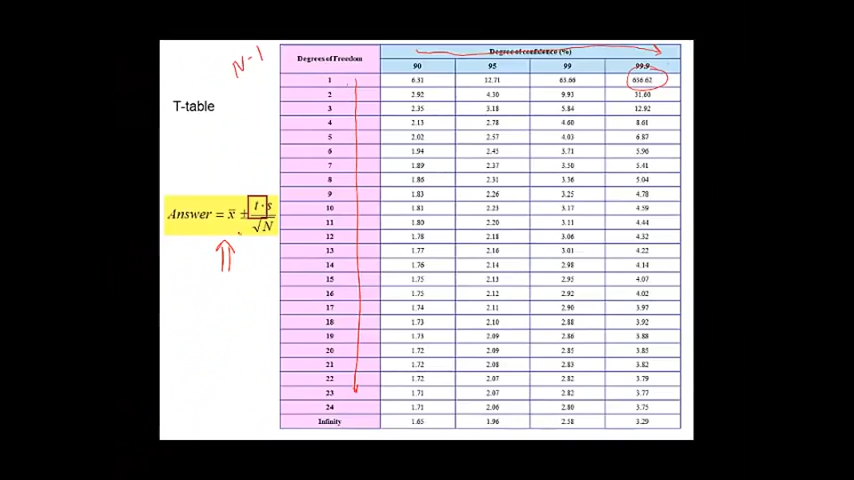 N-1
T-table
Answer = x̄ ± t · s / √N
Degrees of Freedom Degree of confidence (%)
90 95 99 99.9
1 6.31 12.71 63.66 636.62
2 2.92 4.30 9.93 31.60
3 2.35 3.18 5.84 12.92
4 2.13 2.78 4.60 8.61
5 2.02 2.57 4.03 6.87
6 1.94 2.45 3.71 5.96
7 1.89 2.37 3.50 5.41
8 1.86 2.31 3.36 5.04
9 1.83 2.26 3.25 4.78
10 1.81 2.23 3.17 4.59
11 1.80 2.20 3.11 4.44
12 1.78 2.18 3.06 4.32
13 1.77 2.16 3.01 4.22
14 1.76 2.14 2.98 4.14
15 1.75 2.13 2.95 4.07
16 1.75 2.12 2.92 4.02
17 1.74 2.11 2.90 3.97
18 1.73 2.10 2.88 3.92
19 1.73 2.09 2.86 3.88
20 1.72 2.09 2.85 3.85
21 1.72 2.08 2.83 3.82
22 1.72 2.07 2.82 3.79
23 1.71 2.07 2.82 3.77
24 1.71 2.06 2.80 3.75
Infinity 1.65 1.96 2.58 3.29